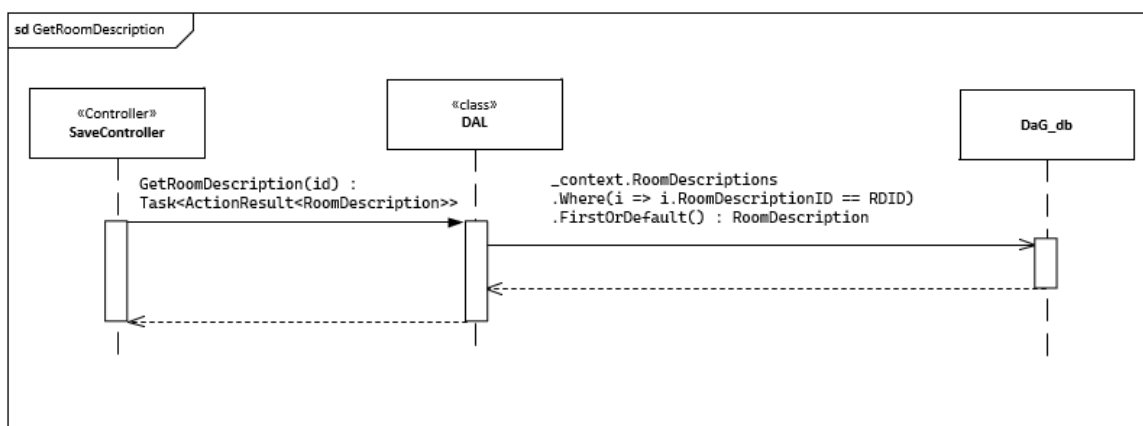 sd GetRoomDescription
«Controller»
SaveController
«class»
DAL
DaG_db
GetRoomDescription(id) :
Task<ActionResult<RoomDescription>>
_context.RoomDescriptions
.Where(i => i.RoomDescriptionID == RDID)
.FirstOrDefault() : RoomDescription